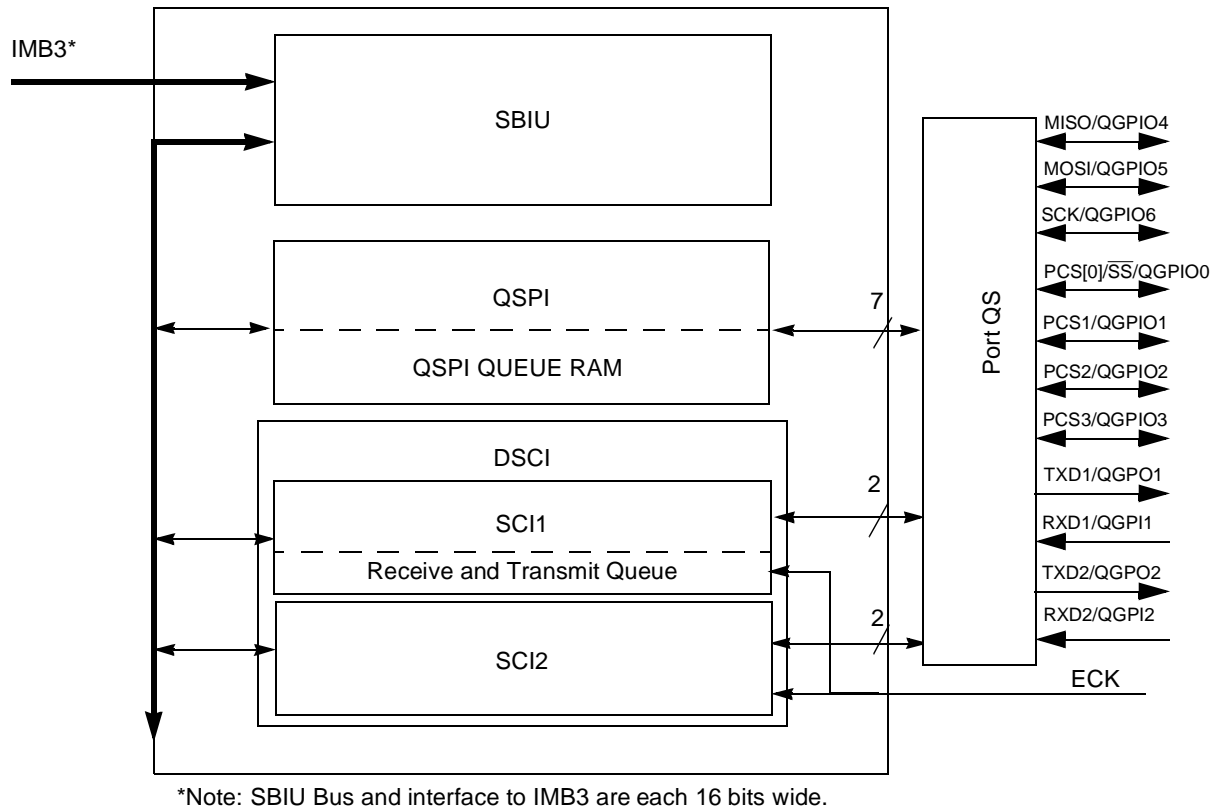 IMB3*
SBIU
QSPI
QSPI QUEUE RAM
7
DSCI
SCI1
Receive and Transmit Queue
2
SCI2
2
Port QS
MISO/QGPIO4
MOSI/QGPIO5
SCK/QGPIO6
PCS[0]/S̅S̅/QGPIO0
PCS1/QGPIO1
PCS2/QGPIO2
PCS3/QGPIO3
TXD1/QGPO1
RXD1/QGPI1
TXD2/QGPO2
RXD2/QGPI2
ECK
*Note: SBIU Bus and interface to IMB3 are each 16 bits wide.